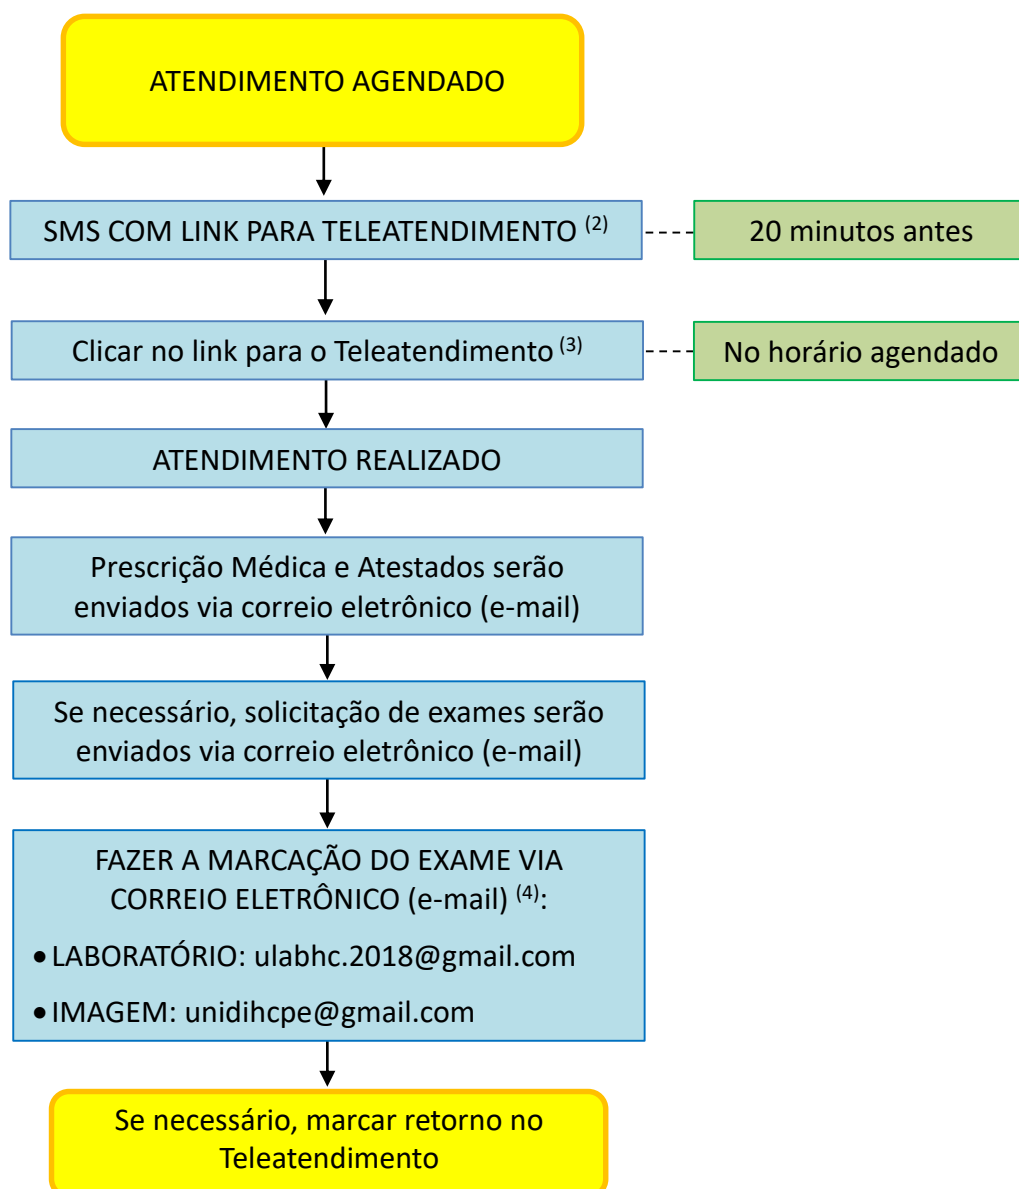 ATENDIMENTO AGENDADO
SMS COM LINK PARA TELEATENDIMENTO (2)
20 minutos antes
Clicar no link para o Teleatendimento (3)
No horário agendado
ATENDIMENTO REALIZADO
Prescrição Médica e Atestados serão
enviados via correio eletrônico (e-mail)
Se necessário, solicitação de exames serão
enviados via correio eletrônico (e-mail)
FAZER A MARCAÇÃO DO EXAME VIA
CORREIO ELETRÔNICO (e-mail) (4):
• LABORATÓRIO: ulabhc.2018@gmail.com
• IMAGEM: unidihcpe@gmail.com
Se necessário, marcar retorno no
Teleatendimento